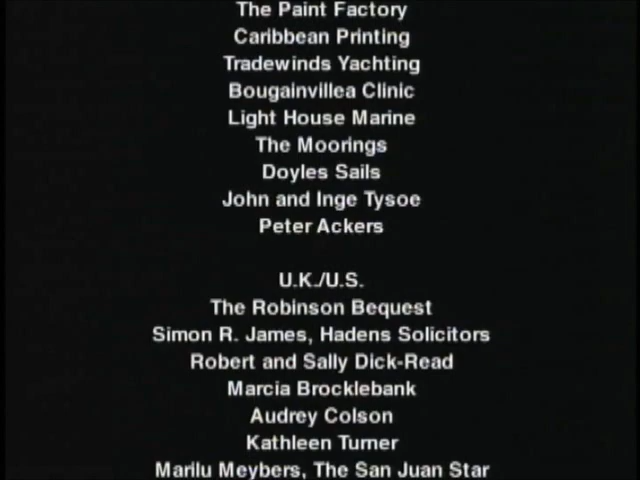 The Paint Factory
Caribbean Printing
Tradewinds Yachting
Bougainvillea Clinic
Light House Marine
The Moorings
Doyles Sails
John and Inge Tysoe
Peter Ackers
U.K./U.S.
The Robinson Bequest
Simon R. James, Hadens Solicitors
Robert and Sally Dick-Read
Marcia Brocklebank
Audrey Colson
Kathleen Turner
Marilu Meybers, The San Juan Star